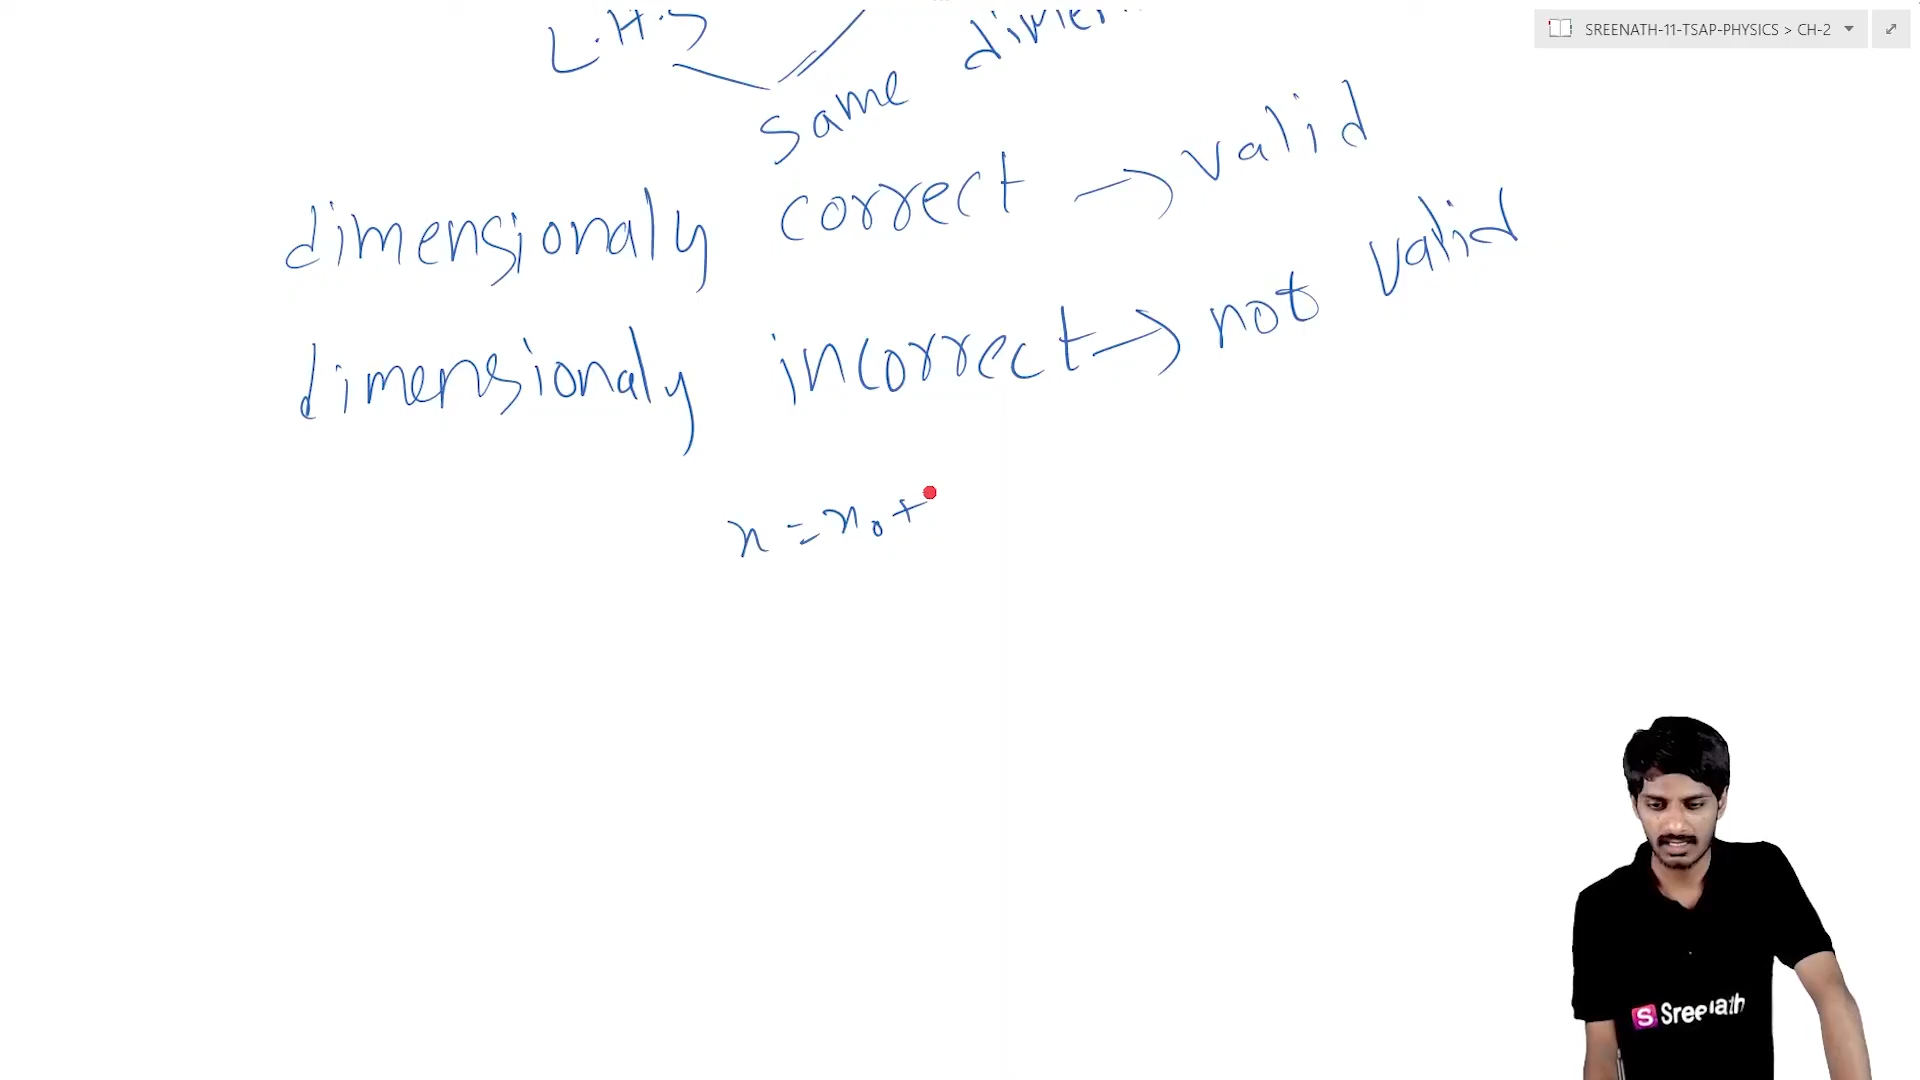 SREENATH-11-TSAP-PHYSICS > CH-2
L.H.S
same
dimensionaly correct → valid
dimensionaly incorrect → not valid
x = x₀ +
S Sreenath